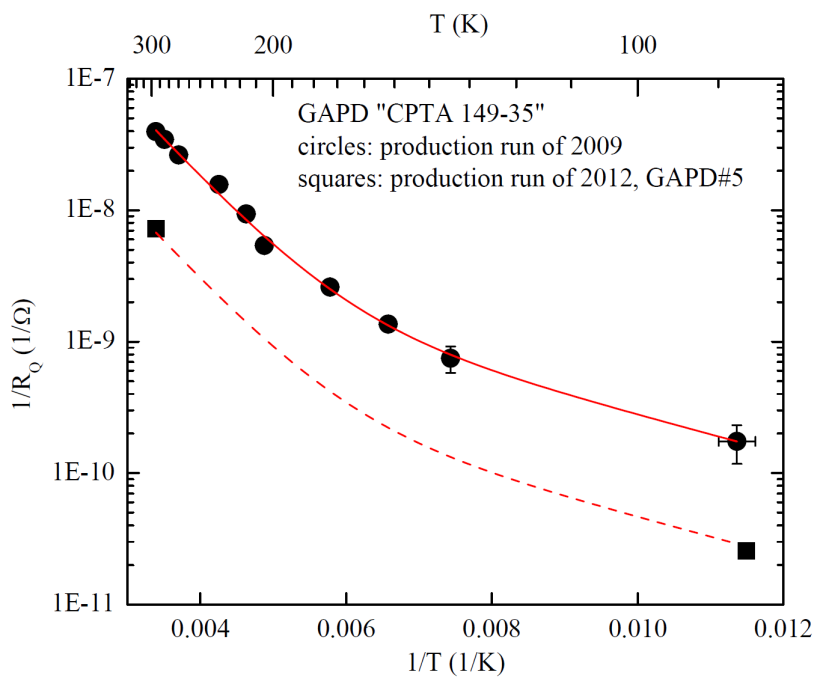 T (K)
300 200 100
1E-7
GAPD "CPTA 149-35"
circles: production run of 2009
squares: production run of 2012, GAPD#5
1E-8
1E-9
1/R_Q (1/Ω)
1E-10
1E-11
0.004 0.006 0.008 0.010 0.012
1/T (1/K)